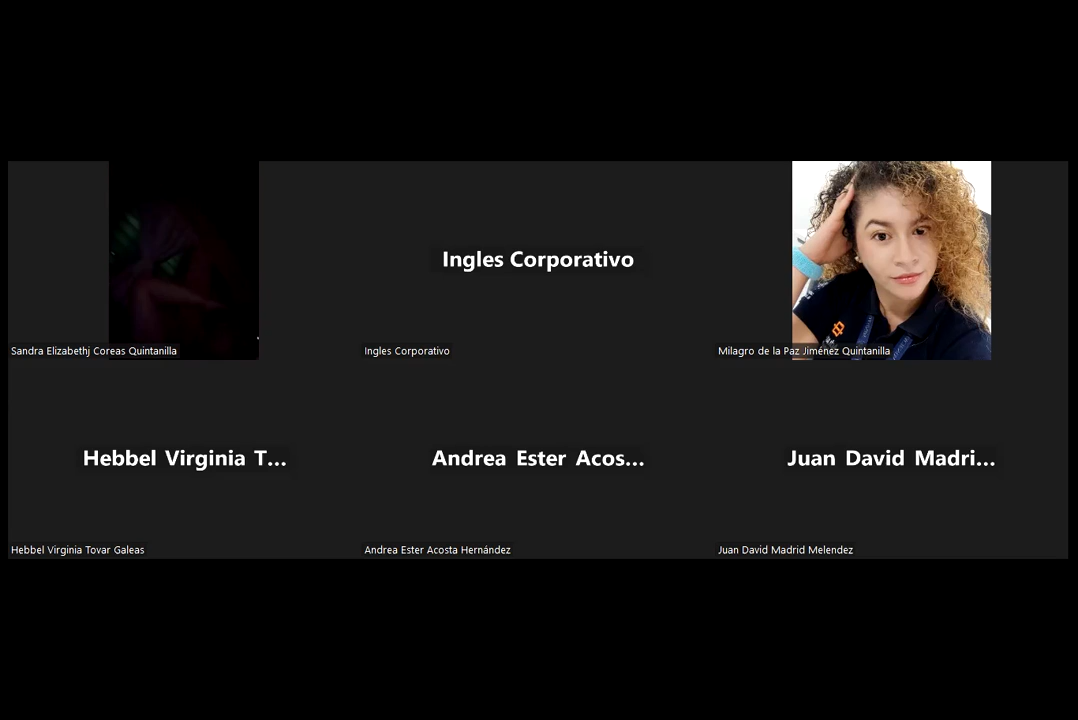 Ingles Corporativo
Sandra Elizabethj Coreas Quintanilla
Ingles Corporativo
Milagro de la Paz Jiménez Quintanilla
Hebbel Virginia T...
Andrea Ester Acos...
Juan David Madri...
Hebbel Virginia Tovar Galeas
Andrea Ester Acosta Hernández
Juan David Madrid Melendez